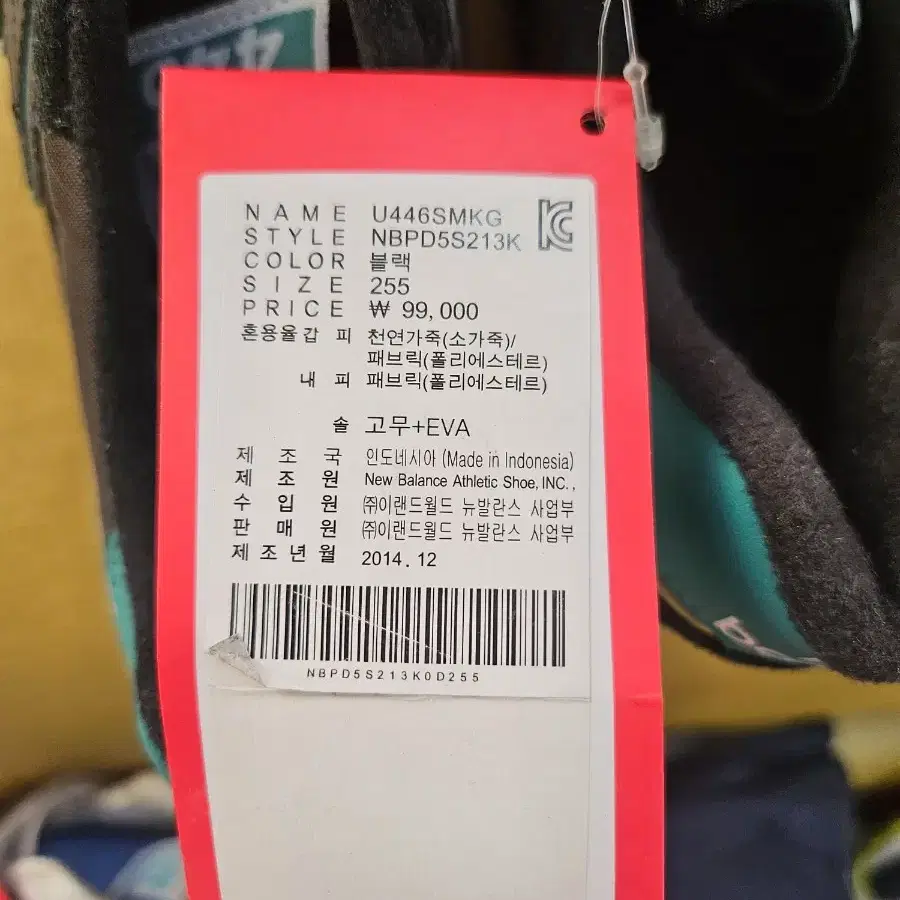 446
NAME U446SMKG
STYLE NBPD5S213K
COLOR 블랙
SIZE 255
PRICE ₩ 99,000
혼용율갑 피 천연가죽(소가죽)/
패브릭(폴리에스테르)
내 피 패브릭(폴리에스테르)
솔 고무+EVA
제 조 국 인도네시아 (Made in Indonesia)
제 조 원 New Balance Athletic Shoe, INC.,
수 입 원 ㈜이랜드월드 뉴발란스 사업부
판 매 원 ㈜이랜드월드 뉴발란스 사업부
제조년월 2014. 12
NBPD5S213K0D255